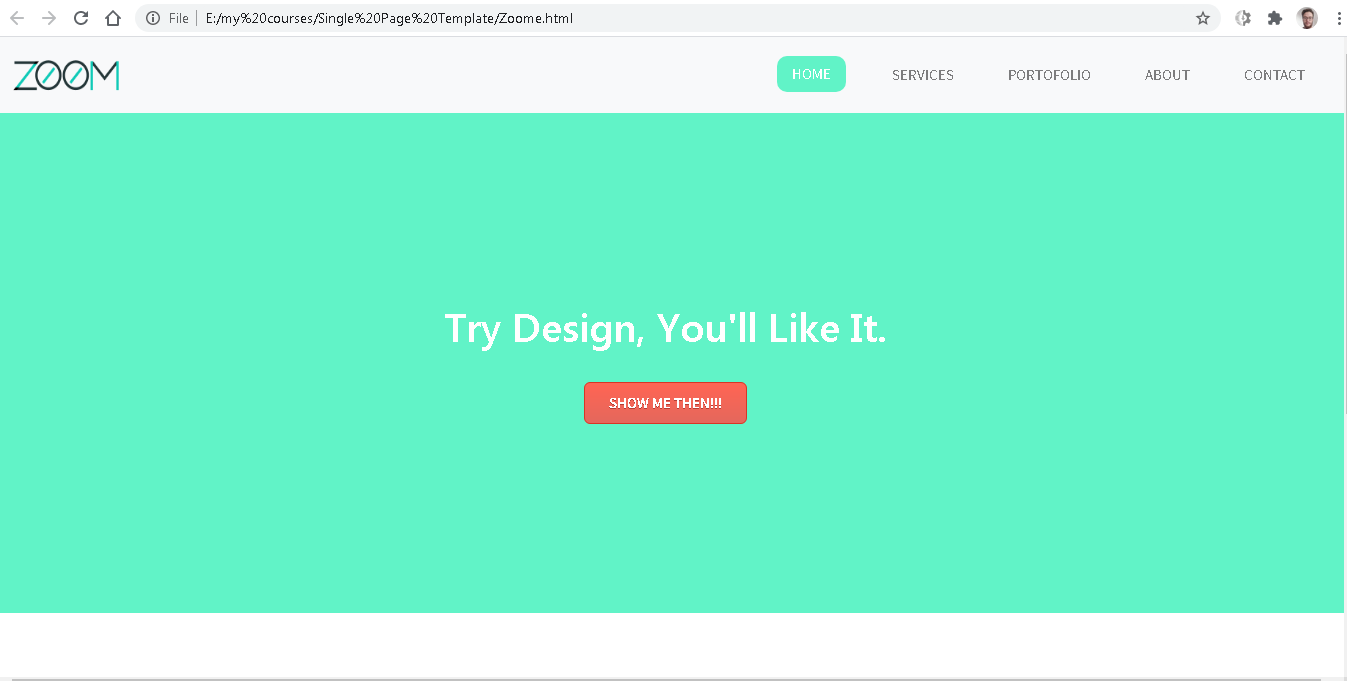 File | E:/my%20courses/Single%20Page%20Template/Zoome.html
ZOOM HOME SERVICES PORTOFOLIO ABOUT CONTACT
Try Design, You'll Like It.
SHOW ME THEN!!!